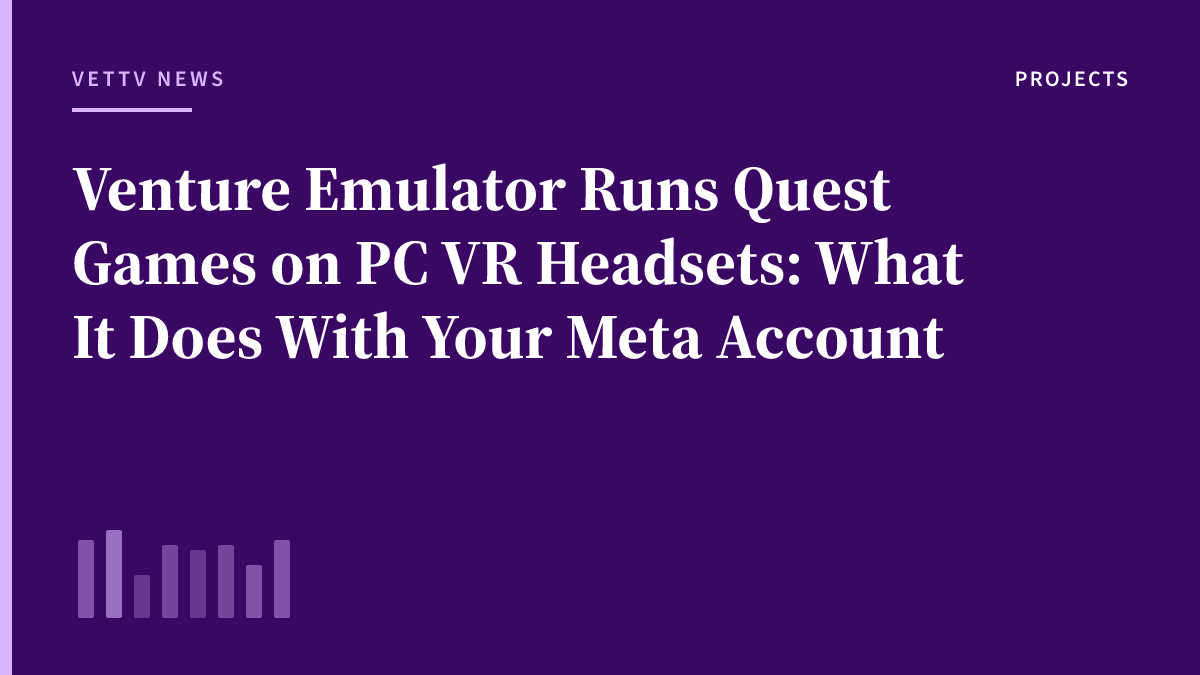 VETTV NEWS
PROJECTS
Venture Emulator Runs Quest
Games on PC VR Headsets: What
It Does With Your Meta Account